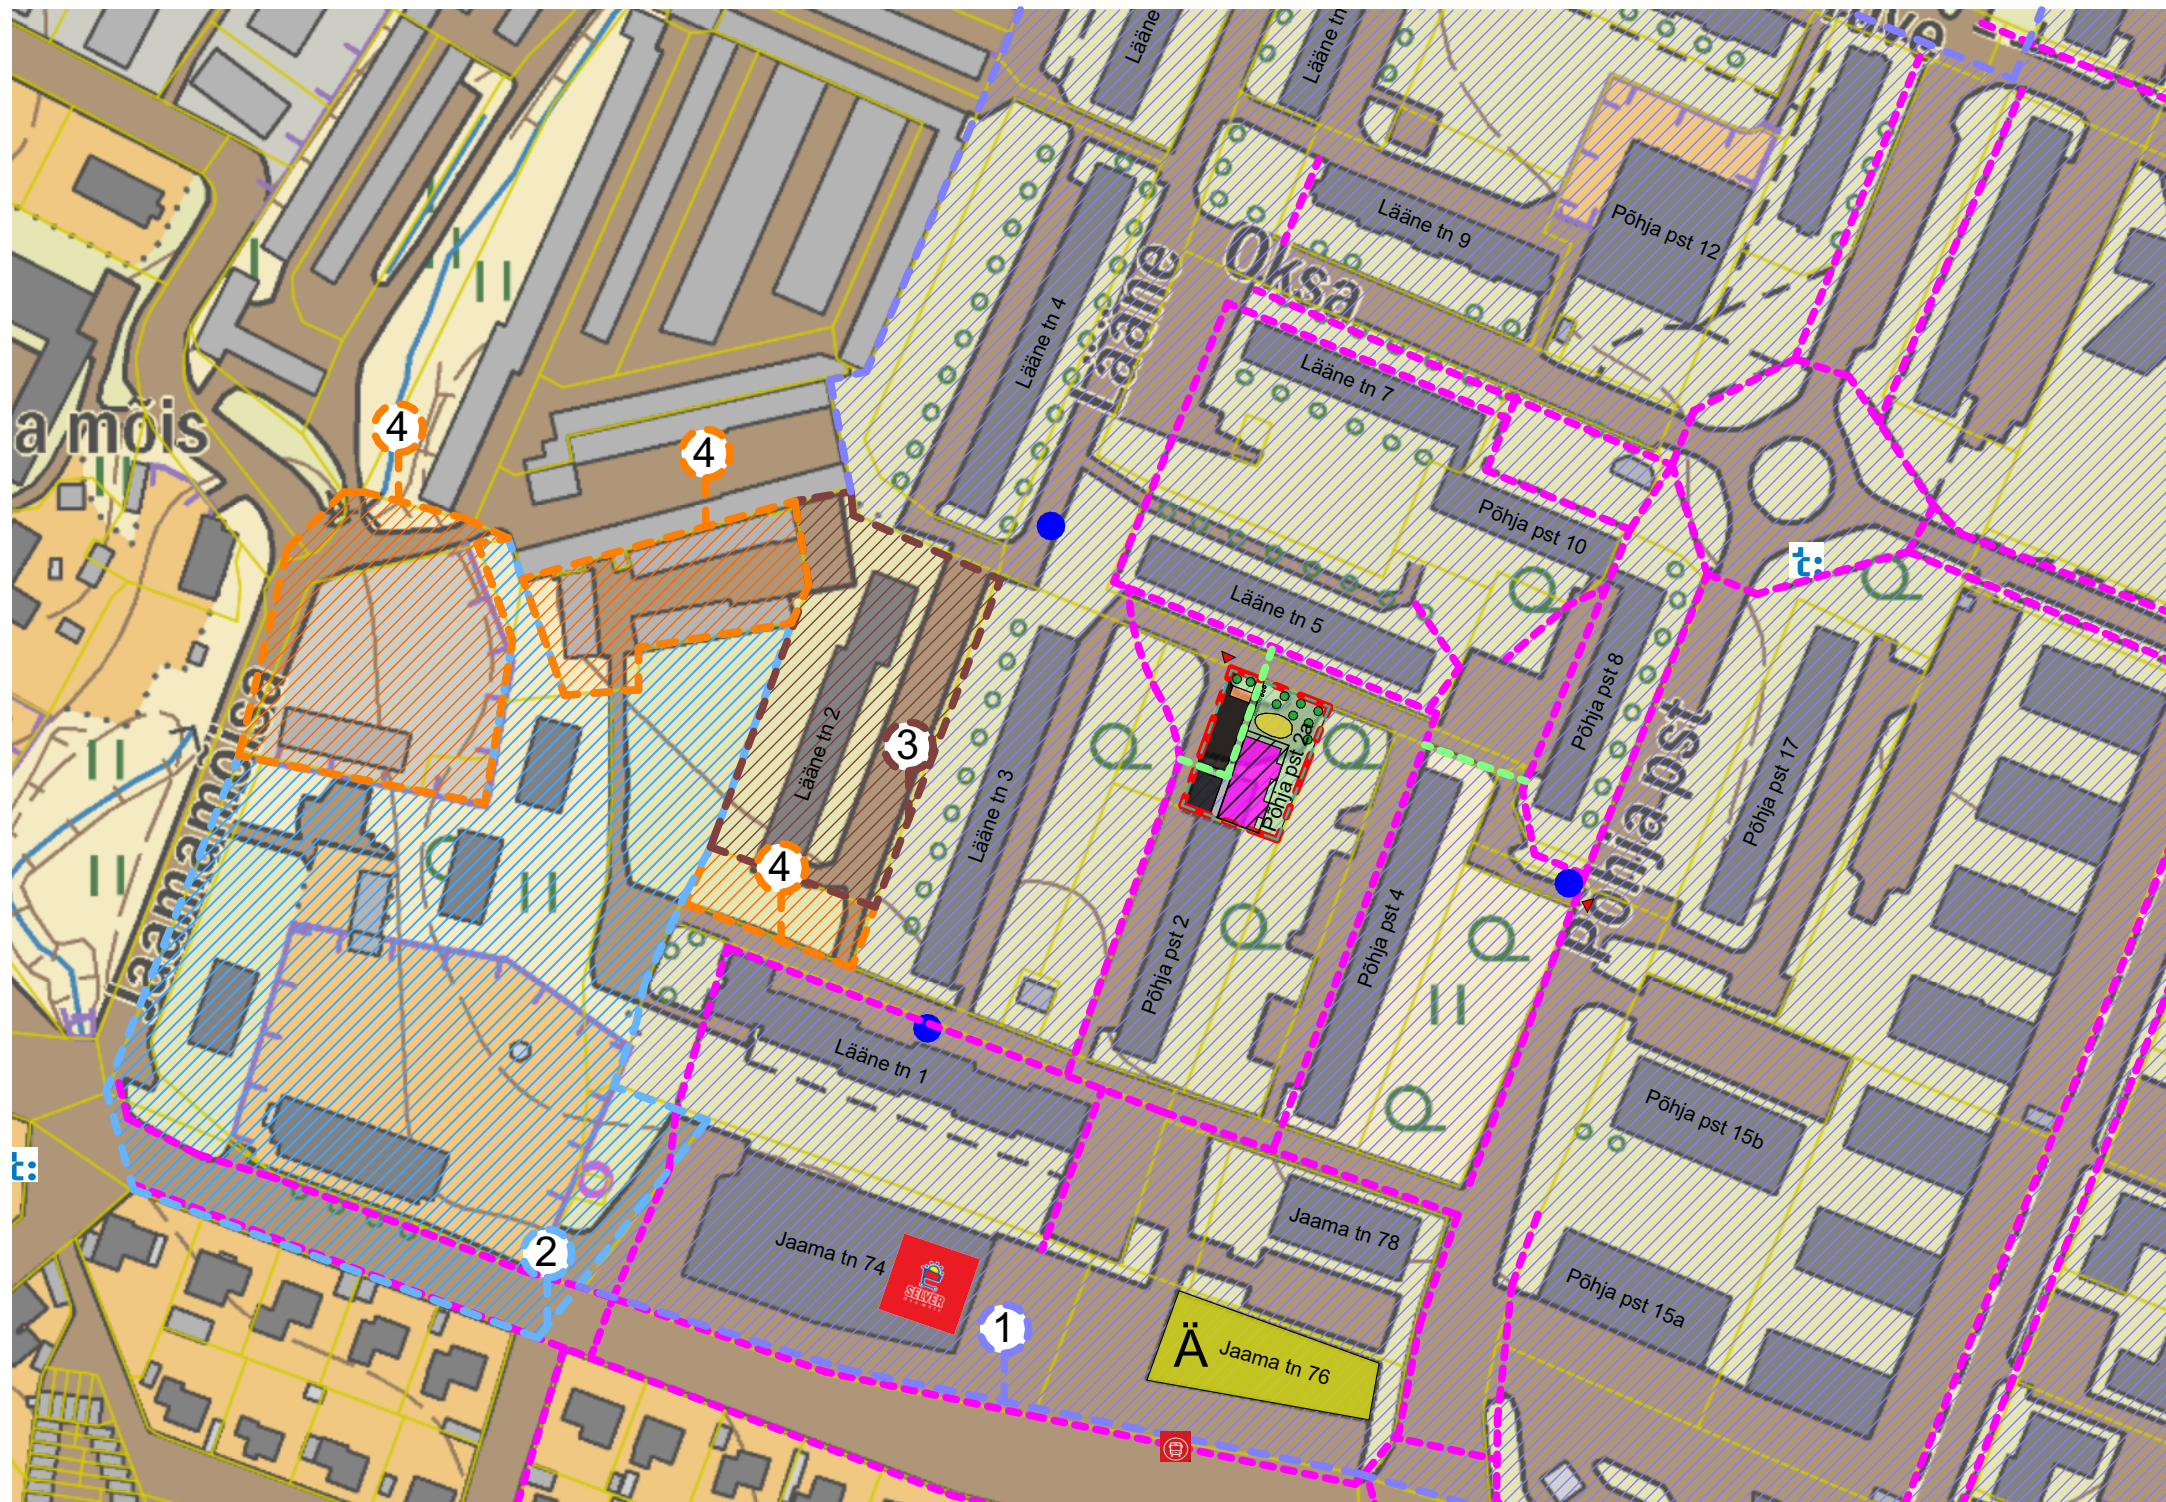 Lääne
Lääne tn
Lääne tn 9
Põhja pst 12
Oksa
Lääne
Lääne tn 4
Lääne tn 7
a mõis
4
4
Põhja pst 10
t:
Lääne tn 5
Põhja pst 8
Põhja pst 2a
Põhja pst
Põhja pst 17
Laamamõisa
Lääne tn 2
3
Lääne tn 3
4
Põhja pst 2
Põhja pst 4
Lääne tn 1
Põhja pst 15b
t:
2
Jaama tn 74
SELVER
Jaama tn 78
1
Ä
Jaama tn 76
Põhja pst 15a